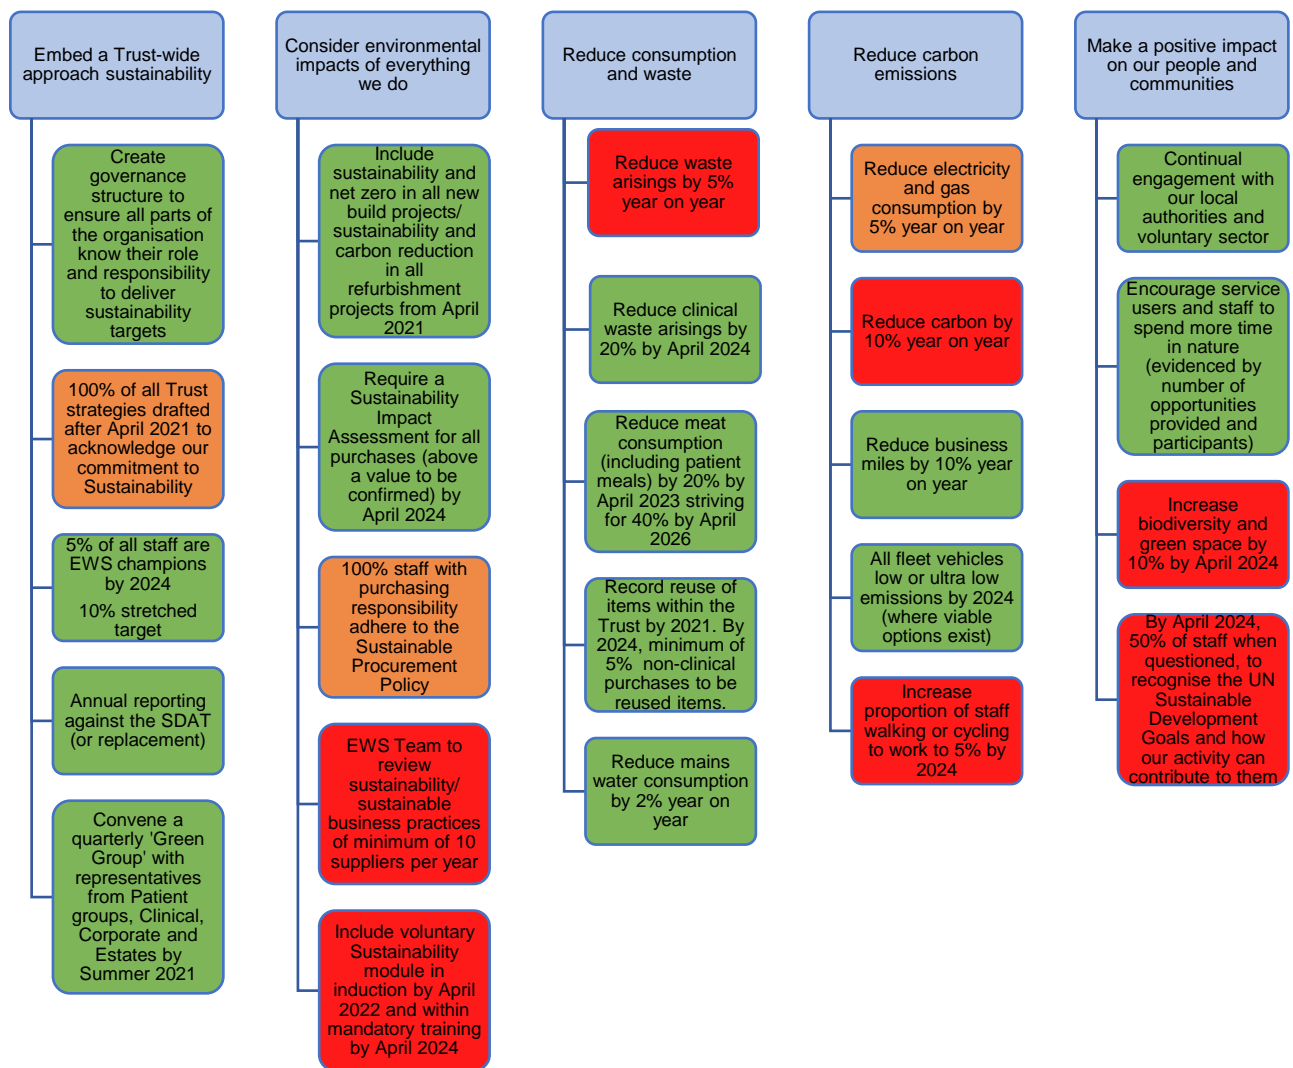 Embed a Trust-wide
approach sustainability
Create
governance
structure to
ensure all parts of
the organisation
know their role
and responsibility
to deliver
sustainability
targets
100% of all Trust
strategies drafted
after April 2021 to
acknowledge our
commitment to
Sustainability
5% of all staff are
EWS champions
by 2024
10% stretched
target
Annual reporting
against the SDAT
(or replacement)
Convene a
quarterly 'Green
Group' with
representatives
from Patient
groups, Clinical,
Corporate and
Estates by
Summer 2021
Consider environmental
impacts of everything
we do
Include
sustainability and
net zero in all new
build projects/
sustainability and
carbon reduction
in all
refurbishment
projects from April
2021
Require a
Sustainability
Impact
Assessment for all
purchases (above
a value to be
confirmed) by
April 2024
100% staff with
purchasing
responsibility
adhere to the
Sustainable
Procurement
Policy
EWS Team to
review
sustainability/
sustainable
business practices
of minimum of 10
suppliers per year
Include voluntary
Sustainability
module in
induction by April
2022 and within
mandatory training
by April 2024
Reduce consumption
and waste
Reduce waste
arisings by 5%
year on year
Reduce clinical
waste arisings by
20% by April 2024
Reduce meat
consumption
(including patient
meals) by 20% by
April 2023 striving
for 40% by April
2026
Record reuse of
items within the
Trust by 2021. By
2024, minimum of
5%  non-clinical
purchases to be
reused items.
Reduce mains
water consumption
by 2% year on
year
Reduce carbon
emissions
Reduce electricity
and gas
consumption by
5% year on year
Reduce carbon by
10% year on year
Reduce business
miles by 10% year
on year
All fleet vehicles
low or ultra low
emissions by 2024
(where viable
options exist)
Increase
proportion of staff
walking or cycling
to work to 5% by
2024
Make a positive impact
on our people and
communities
Continual
engagement with
our local
authorities and
voluntary sector
Encourage service
users and staff to
spend more time
in nature
(evidenced by
number of
opportunities
provided and
participants)
Increase
biodiversity and
green space by
10% by April 2024
By April 2024,
50% of staff when
questioned, to
recognise the UN
Sustainable
Development
Goals and how
our activity can
contribute to them